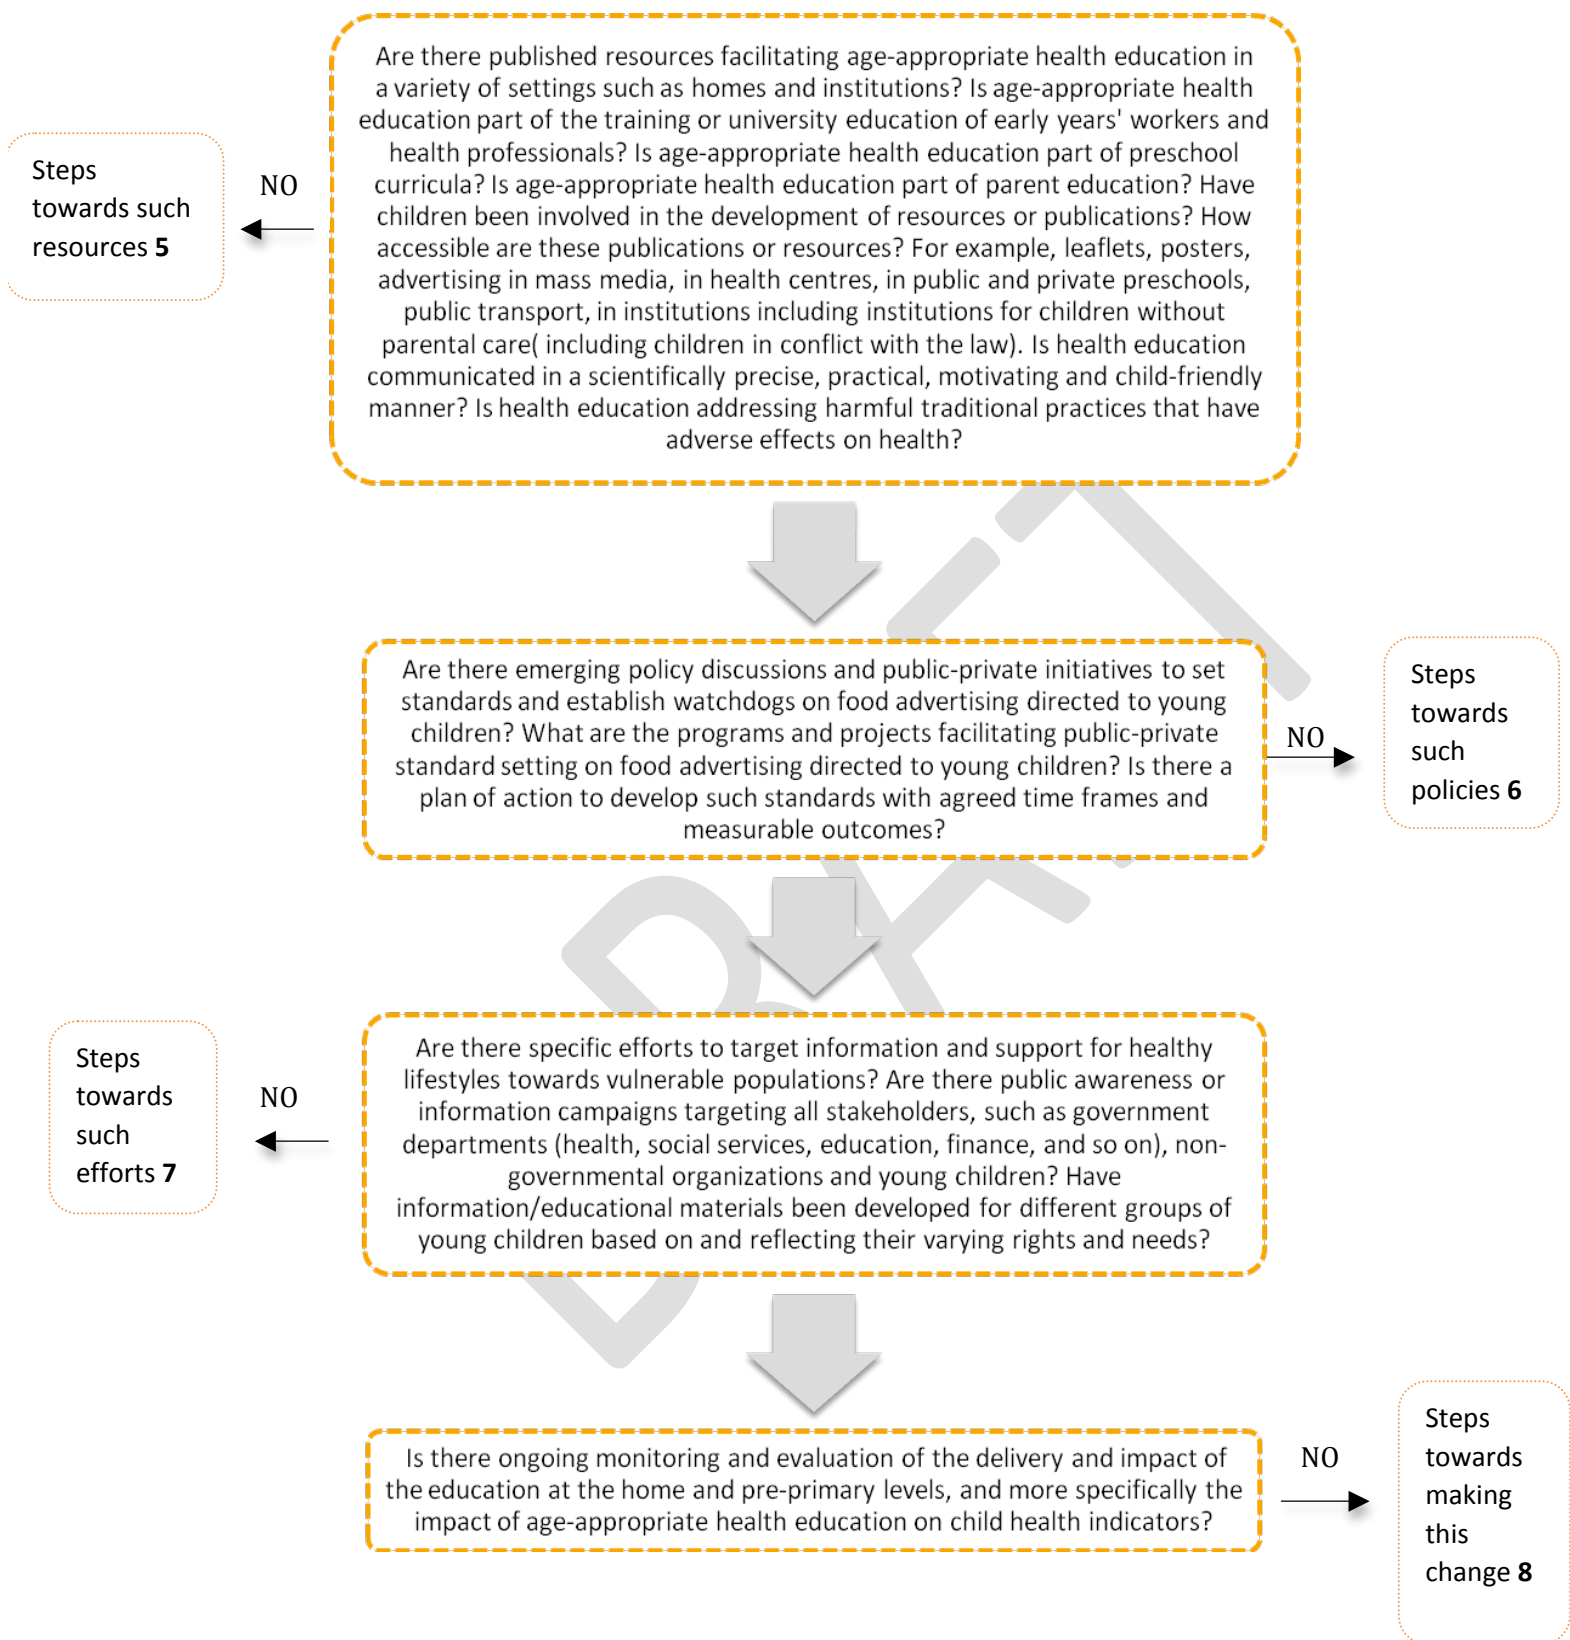 Are there published resources facilitating age-appropriate health education in
a variety of settings such as homes and institutions? Is age-appropriate health
education part of the training or university education of early years' workers and
health professionals? Is age-appropriate health education part of preschool
curricula? Is age-appropriate health education part of parent education? Have
children been involved in the development of resources or publications? How
accessible are these publications or resources? For example, leaflets, posters,
advertising in mass media, in health centres, in public and private preschools,
public transport, in institutions including institutions for children without
parental care( including children in conflict with the law). Is health education
communicated in a scientifically precise, practical, motivating and child-friendly
manner? Is health education addressing harmful traditional practices that have
adverse effects on health?
NO
Steps
towards such
resources 5
Are there emerging policy discussions and public-private initiatives to set
standards and establish watchdogs on food advertising directed to young
children? What are the programs and projects facilitating public-private
standard setting on food advertising directed to young children? Is there a
plan of action to develop such standards with agreed time frames and
measurable outcomes?
NO
Steps
towards
such
policies 6
Are there specific efforts to target information and support for healthy
lifestyles towards vulnerable populations? Are there public awareness or
information campaigns targeting all stakeholders, such as government
departments (health, social services, education, finance, and so on), non-
governmental organizations and young children? Have
information/educational materials been developed for different groups of
young children based on and reflecting their varying rights and needs?
NO
Steps
towards
such
efforts 7
Is there ongoing monitoring and evaluation of the delivery and impact of
the education at the home and pre-primary levels, and more specifically the
impact of age-appropriate health education on child health indicators?
NO
Steps
towards
making
this
change 8
DRAFT